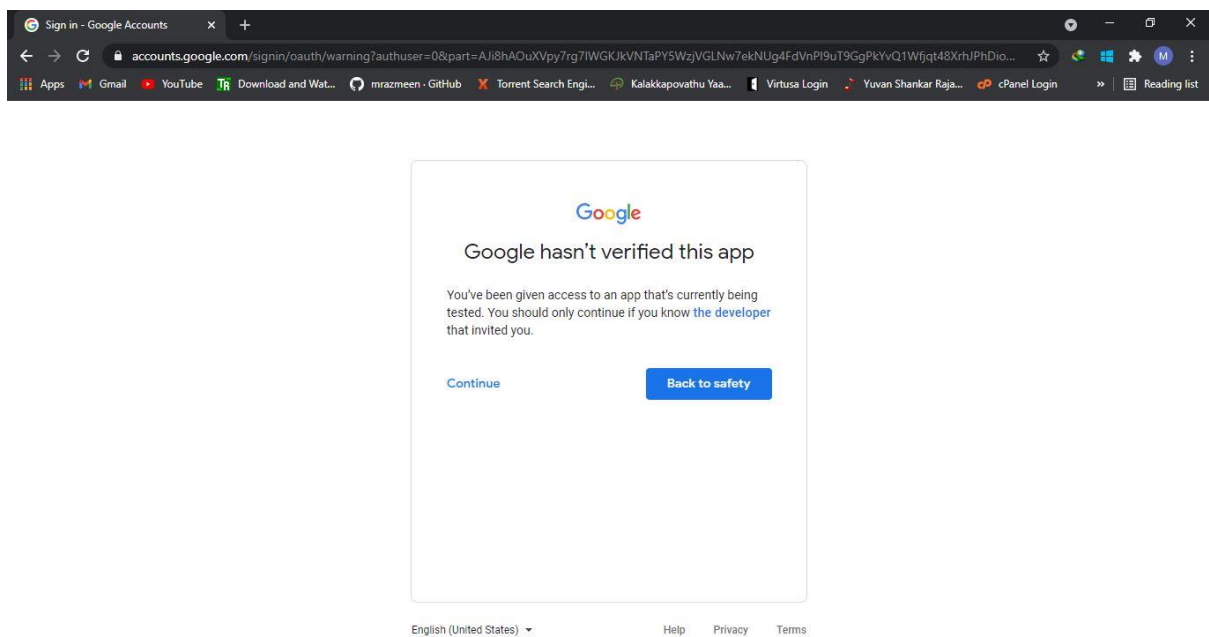 Sign in - Google Accounts
accounts.google.com/signin/oauth/warning?authuser=0&part=AJi8hAOuXVpy7rg7IWGKJkVNTaPY5WzjVGLNw7ekNUg4FdVnPI9uT9GgPkYvQ1Wfjqt48XrhJPhDio... M
Apps Gmail YouTube TR Download and Wat... mrazmeen · GitHub X Torrent Search Engi... Kalakkapovathu Yaa... Virtusa Login Yuvan Shankar Raja... cP cPanel Login » Reading list
Google
Google hasn't verified this app
You've been given access to an app that's currently being
tested. You should only continue if you know the developer
that invited you.
Continue Back to safety
English (United States) Help Privacy Terms